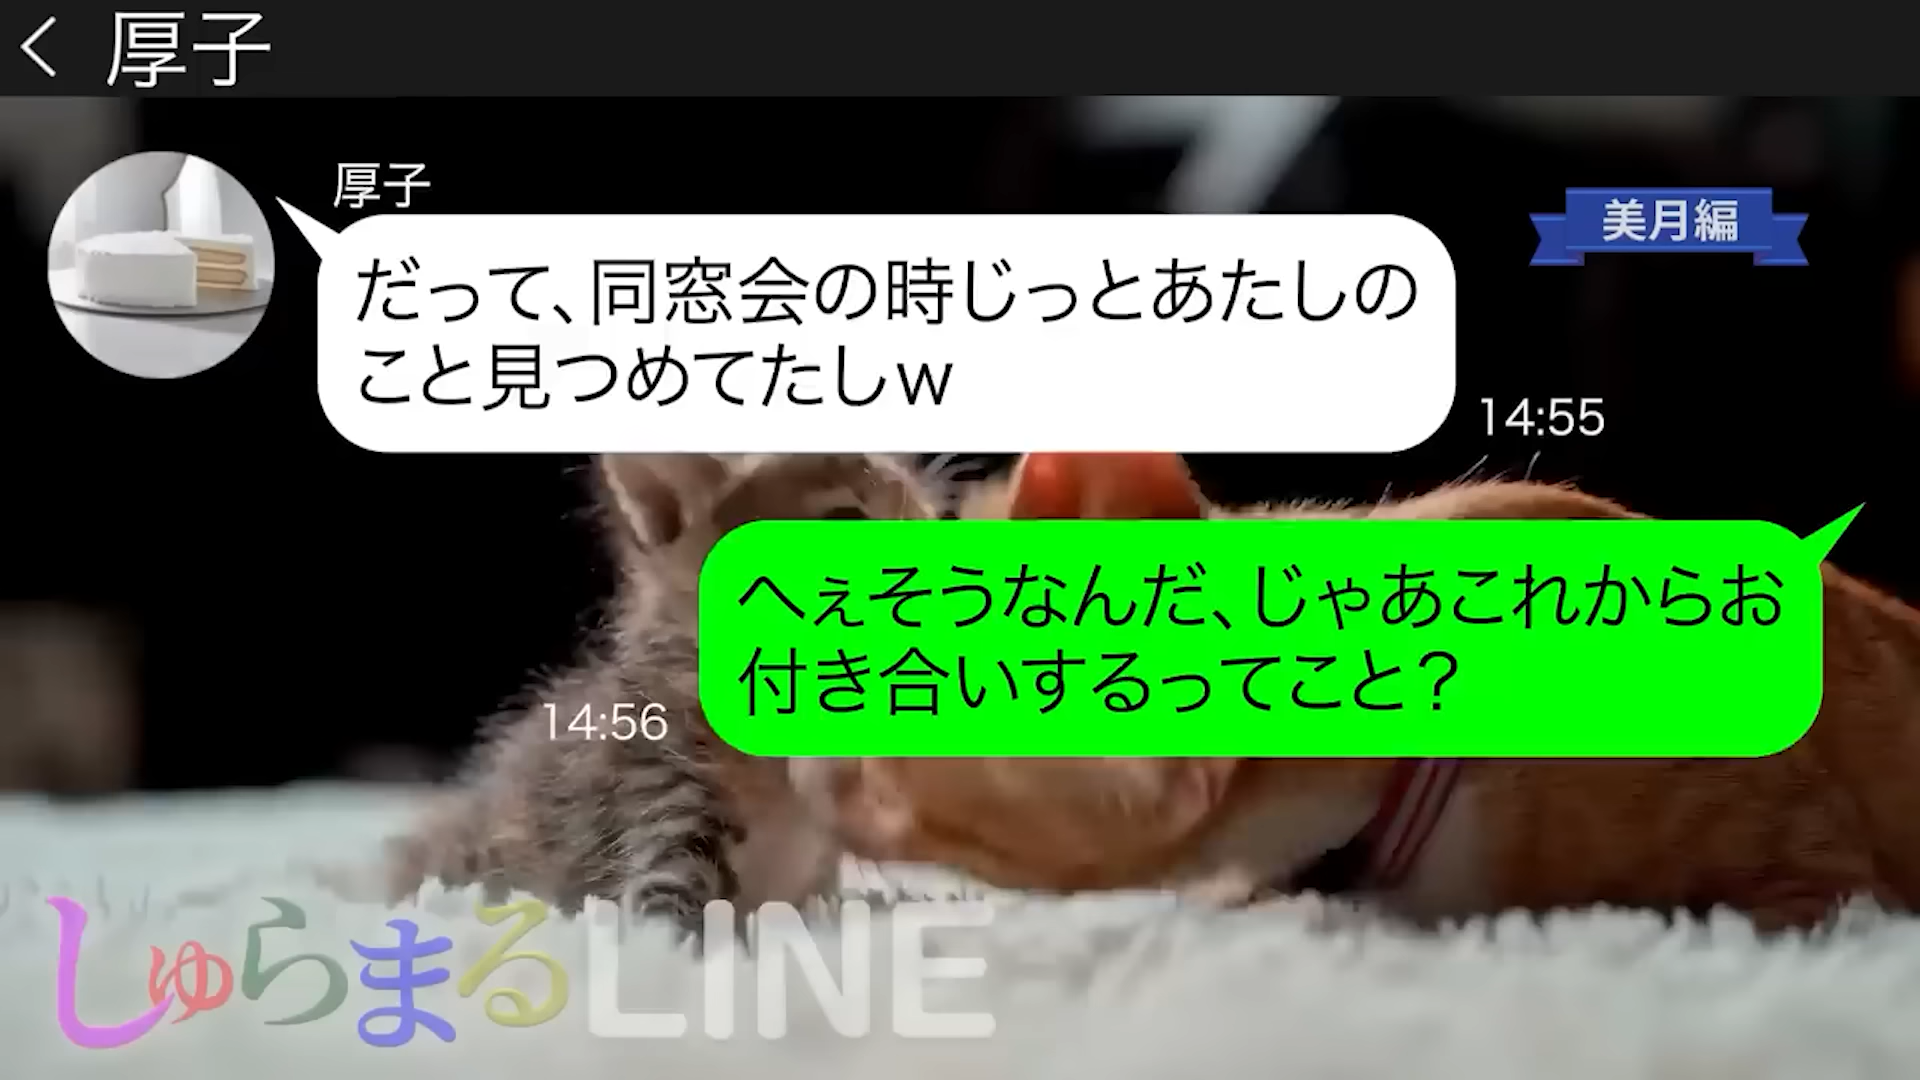 厚子
厚子
美月編
だって、同窓会の時じっとあたしの
こと見つめてたしw
14:55
へぇそうなんだ、じゃあこれからお
付き合いするってこと?
14:56
しゅらまるLINE